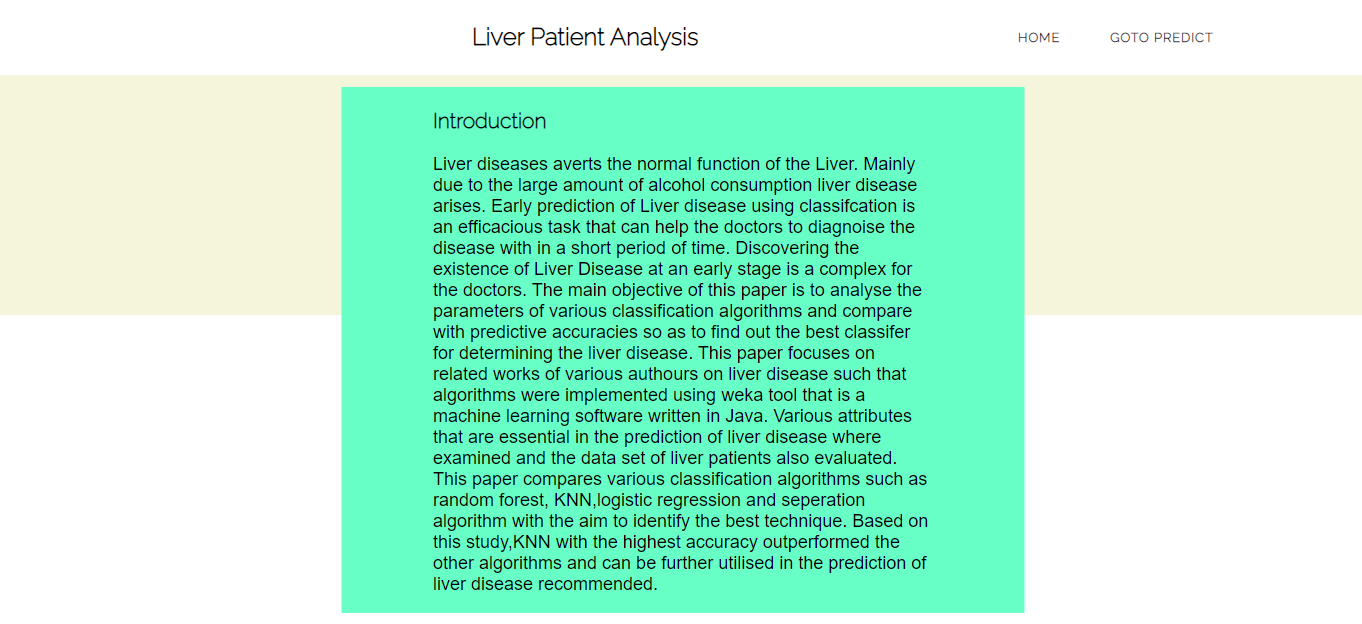 Liver Patient Analysis
HOME
GOTO PREDICT
Introduction
Liver diseases averts the normal function of the Liver. Mainly
due to the large amount of alcohol consumption liver disease
arises. Early prediction of Liver disease using classifcation is
an efficacious task that can help the doctors to diagnoise the
disease with in a short period of time. Discovering the
existence of Liver Disease at an early stage is a complex for
the doctors. The main objective of this paper is to analyse the
parameters of various classification algorithms and compare
with predictive accuracies so as to find out the best classifer
for determining the liver disease. This paper focuses on
related works of various authours on liver disease such that
algorithms were implemented using weka tool that is a
machine learning software written in Java. Various attributes
that are essential in the prediction of liver disease where
examined and the data set of liver patients also evaluated.
This paper compares various classification algorithms such as
random forest, KNN,logistic regression and seperation
algorithm with the aim to identify the best technique. Based on
this study,KNN with the highest accuracy outperformed the
other algorithms and can be further utilised in the prediction of
liver disease recommended.